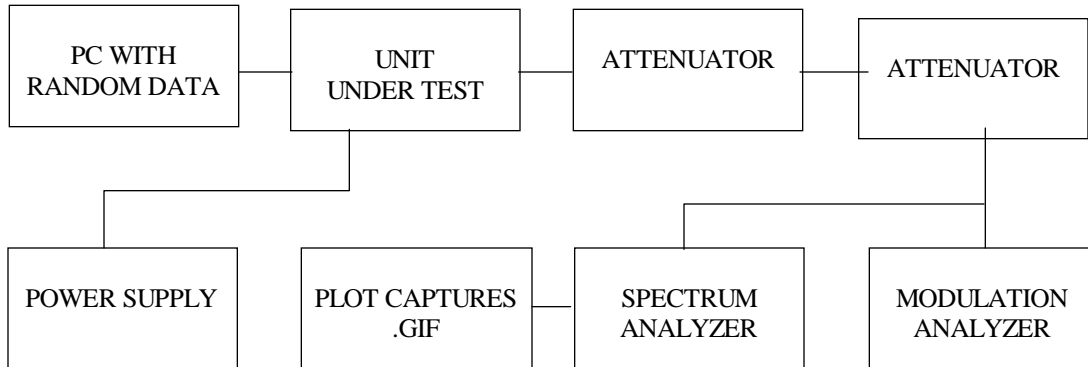 PC WITH
RANDOM DATA
UNIT
UNDER TEST
ATTENUATOR
ATTENUATOR
POWER SUPPLY
PLOT CAPTURES
.GIF
SPECTRUM
ANALYZER
MODULATION
ANALYZER